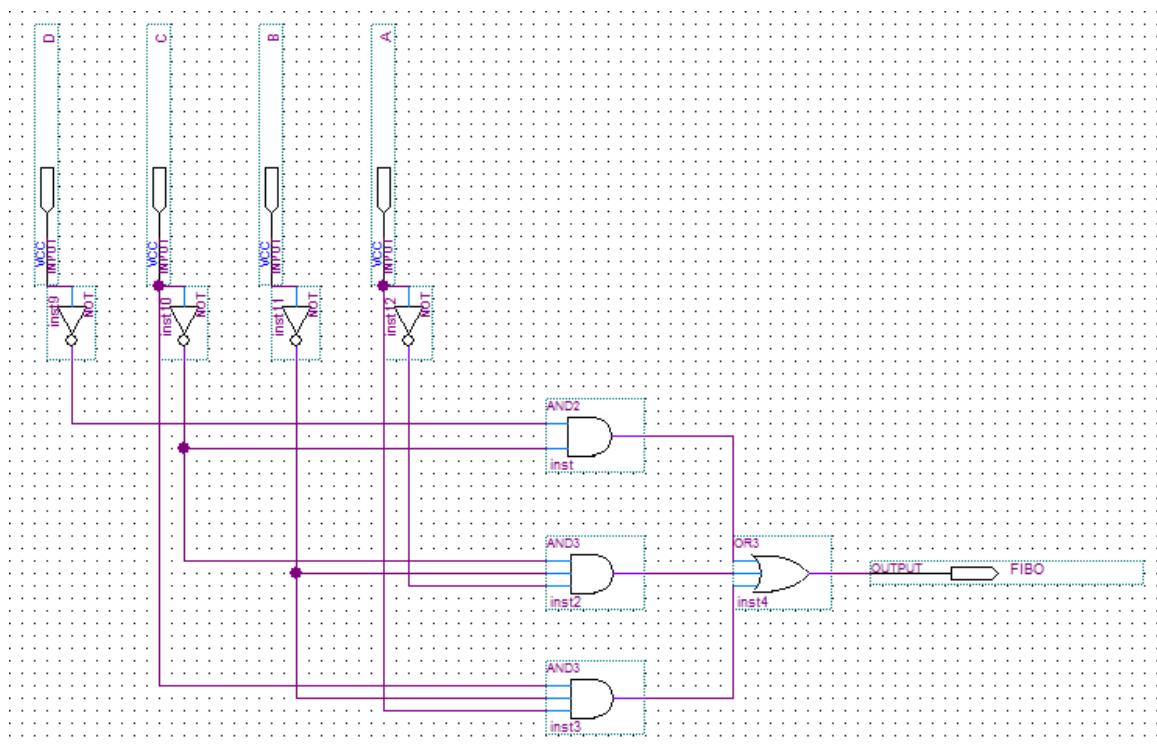 D
C
B
A
VCC
INPUT
VCC
INPUT
VCC
INPUT
VCC
INPUT
inst9
NOT
inst10
NOT
inst11
NOT
inst12
NOT
AND2
inst
AND3
inst2
OR3
inst4
OUTPUT
FIBO
AND3
inst3